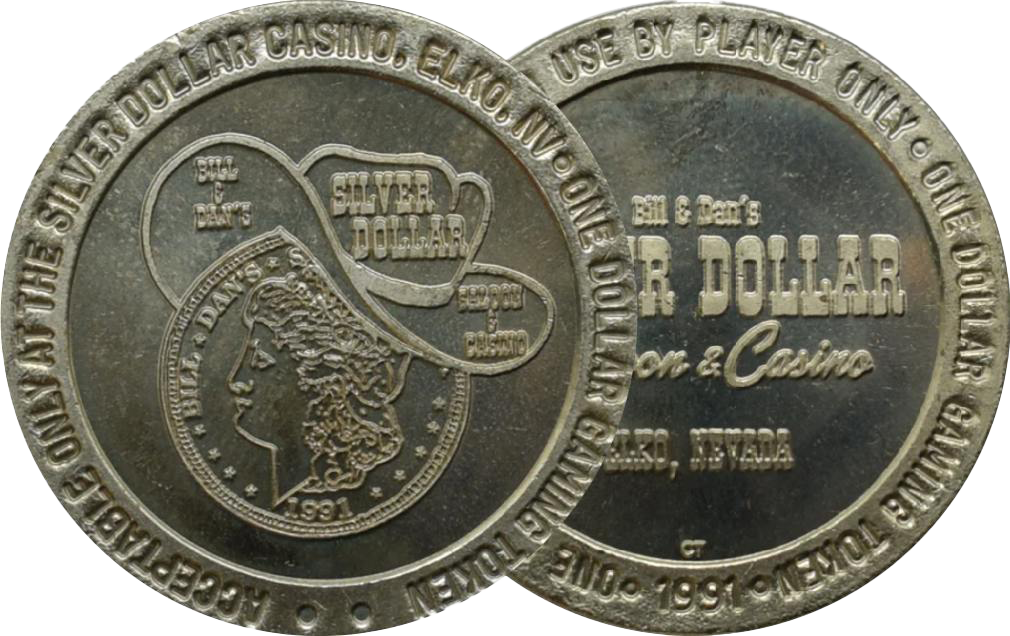 ACCEPTABLE ONLY AT THE SILVER DOLLAR CASINO, ELKO, NV • ONE DOLLAR GAMING TOKEN • •
BILL
&
DAN'S
SILVER
DOLLAR
SALOON
&
CASINO
BILL • DAN'S • S
1991
USE BY PLAYER ONLY • ONE DOLLAR GAMING TOKEN • 1991 • ONE
Bill & Dan's
R DOLLAR
on & Casino
ELKO, NEVADA
CT